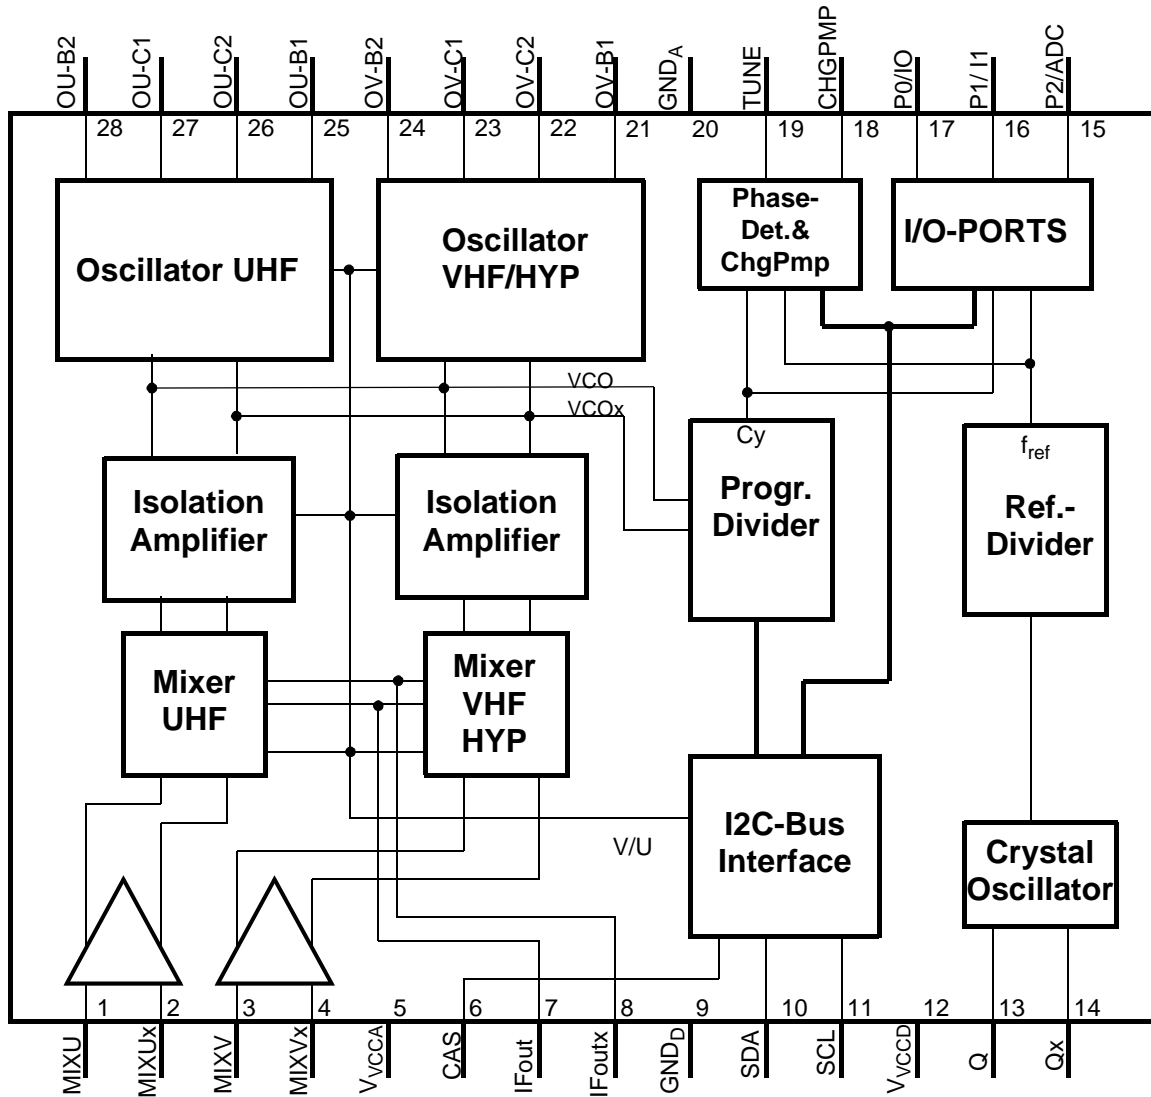 OU-B2 OU-C1 OU-C2 OU-B1 OV-B2 OV-C1 OV-C2 OV-B1 GNDA TUNE CHGPMP P0/IO P1/ I1 P2/ADC
28 27 26 25 24 23 22 21 20 19 18 17 16 15
Oscillator UHF
Oscillator
VHF/HYP
Phase-
Det.&
ChgPmp
I/O-PORTS
VCO
VCOx
Cy
Progr.
Divider
fref
Ref.-
Divider
Isolation
Amplifier
Isolation
Amplifier
Mixer
UHF
Mixer
VHF
HYP
V/U
I2C-Bus
Interface
Crystal
Oscillator
1 2 3 4 5 6 7 8 9 10 11 12 13 14
MIXU MIXUx MIXV MIXVx VVCCA CAS IFout IFoutx GNDD SDA SCL VVCCD Q Qx